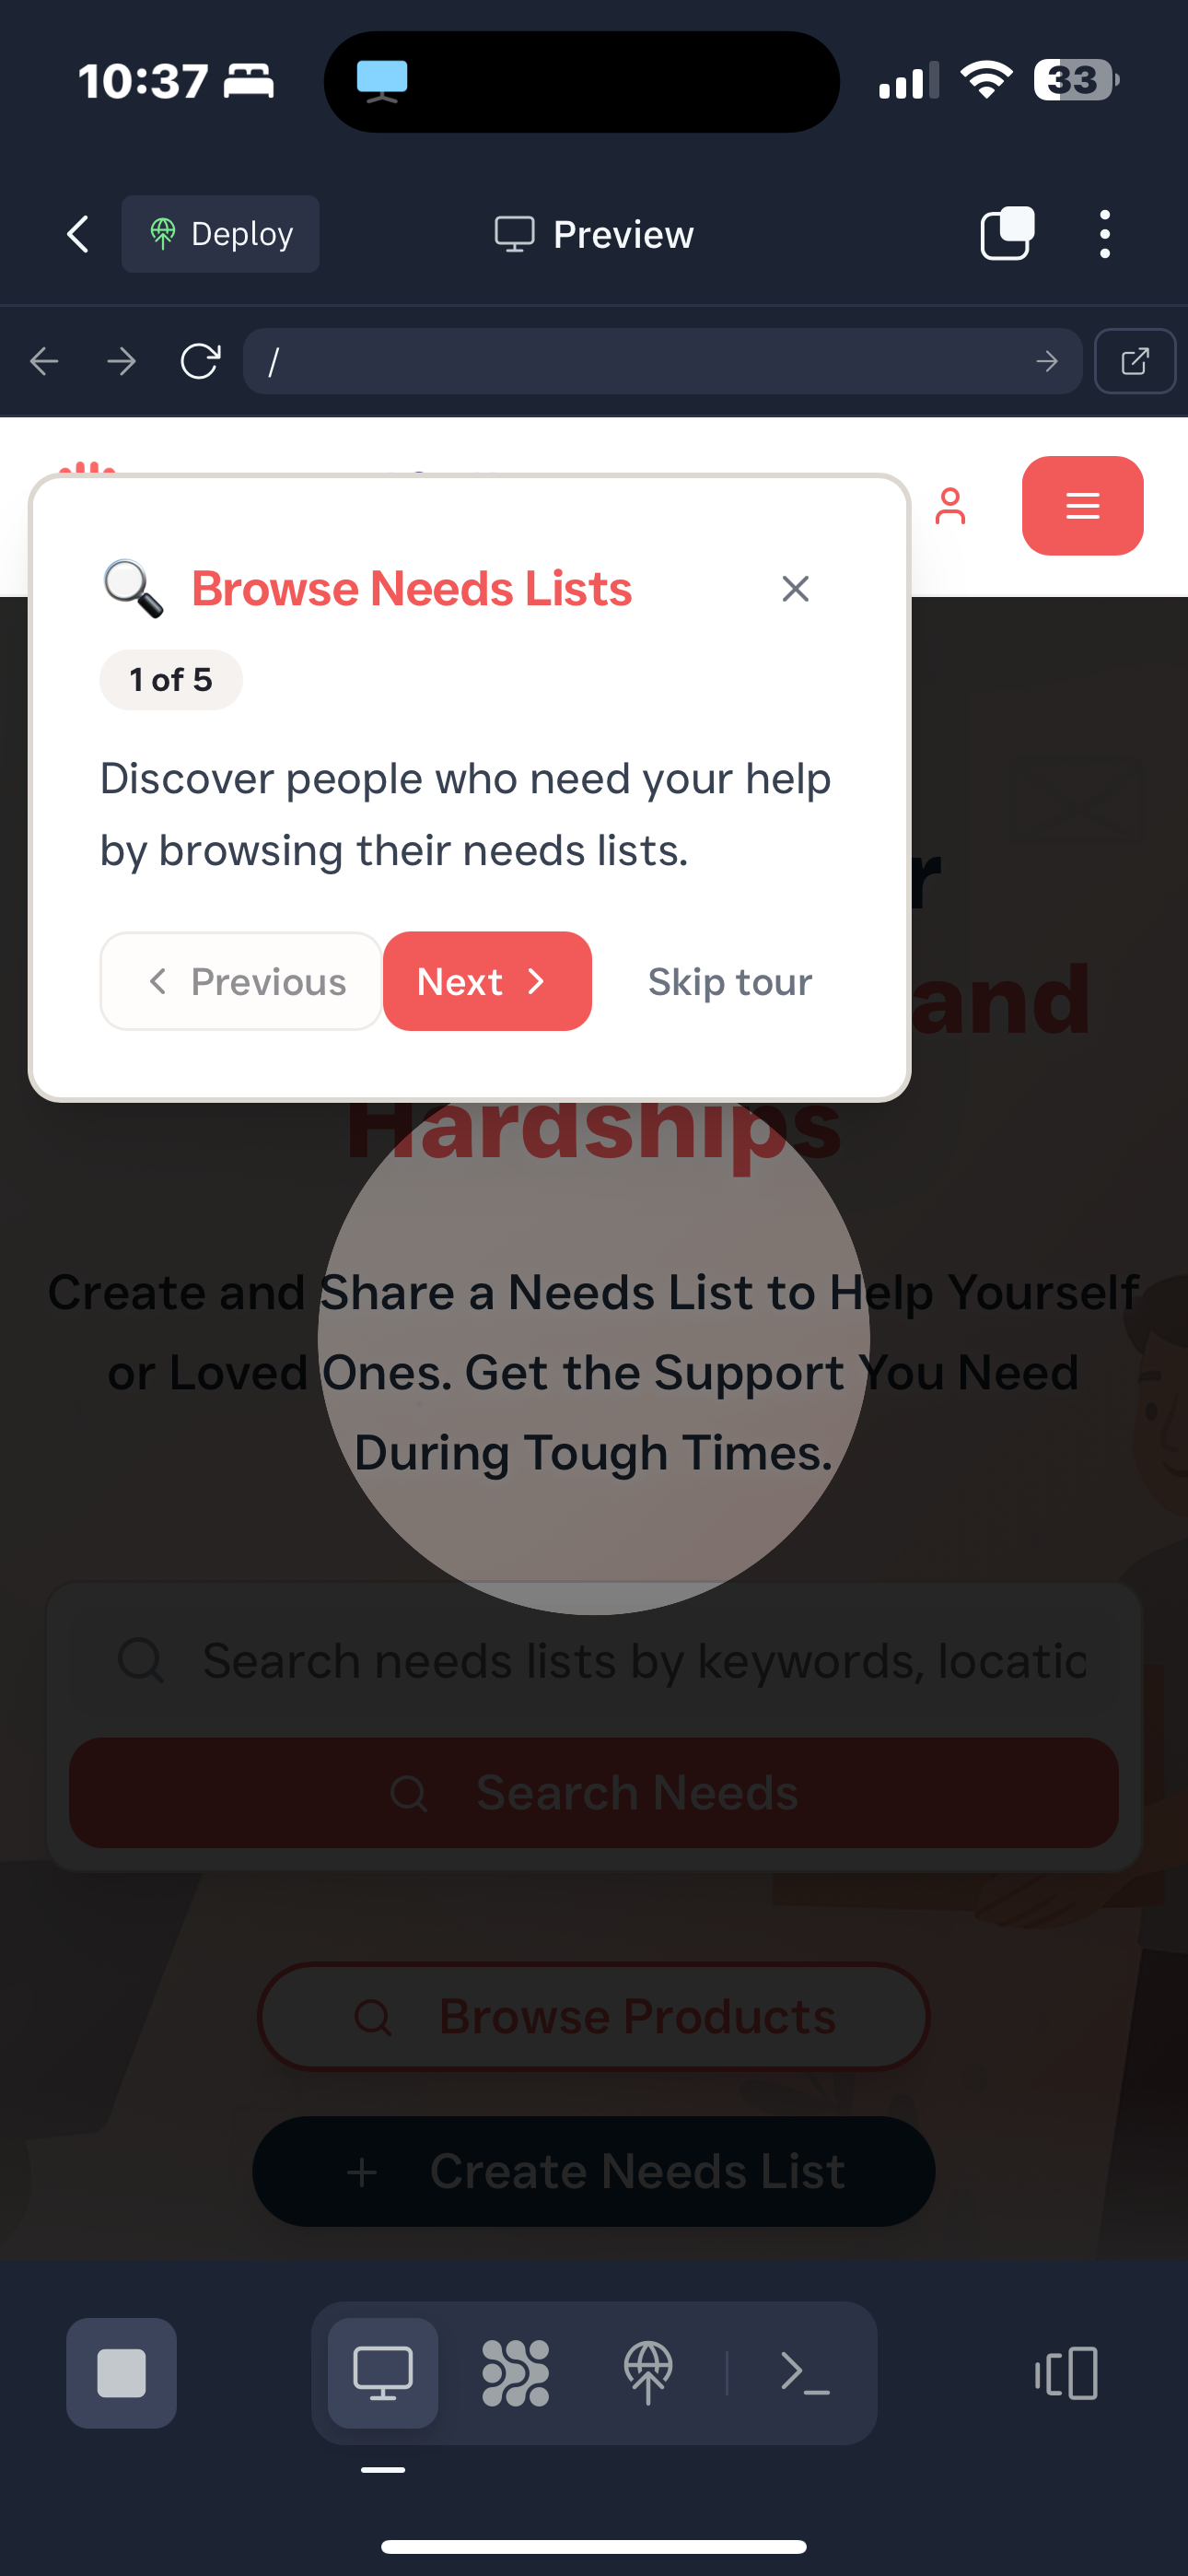 10:37
33
Deploy
Preview
/
Browse Needs Lists
1 of 5
Discover people who need your help
by browsing their needs lists.
Previous
Next
Skip tour
r
and
Hardships
Create and Share a Needs List to Help Yourself
or Loved Ones. Get the Support You Need
During Tough Times.
Search needs lists by keywords, locatio
Search Needs
Browse Products
Create Needs List